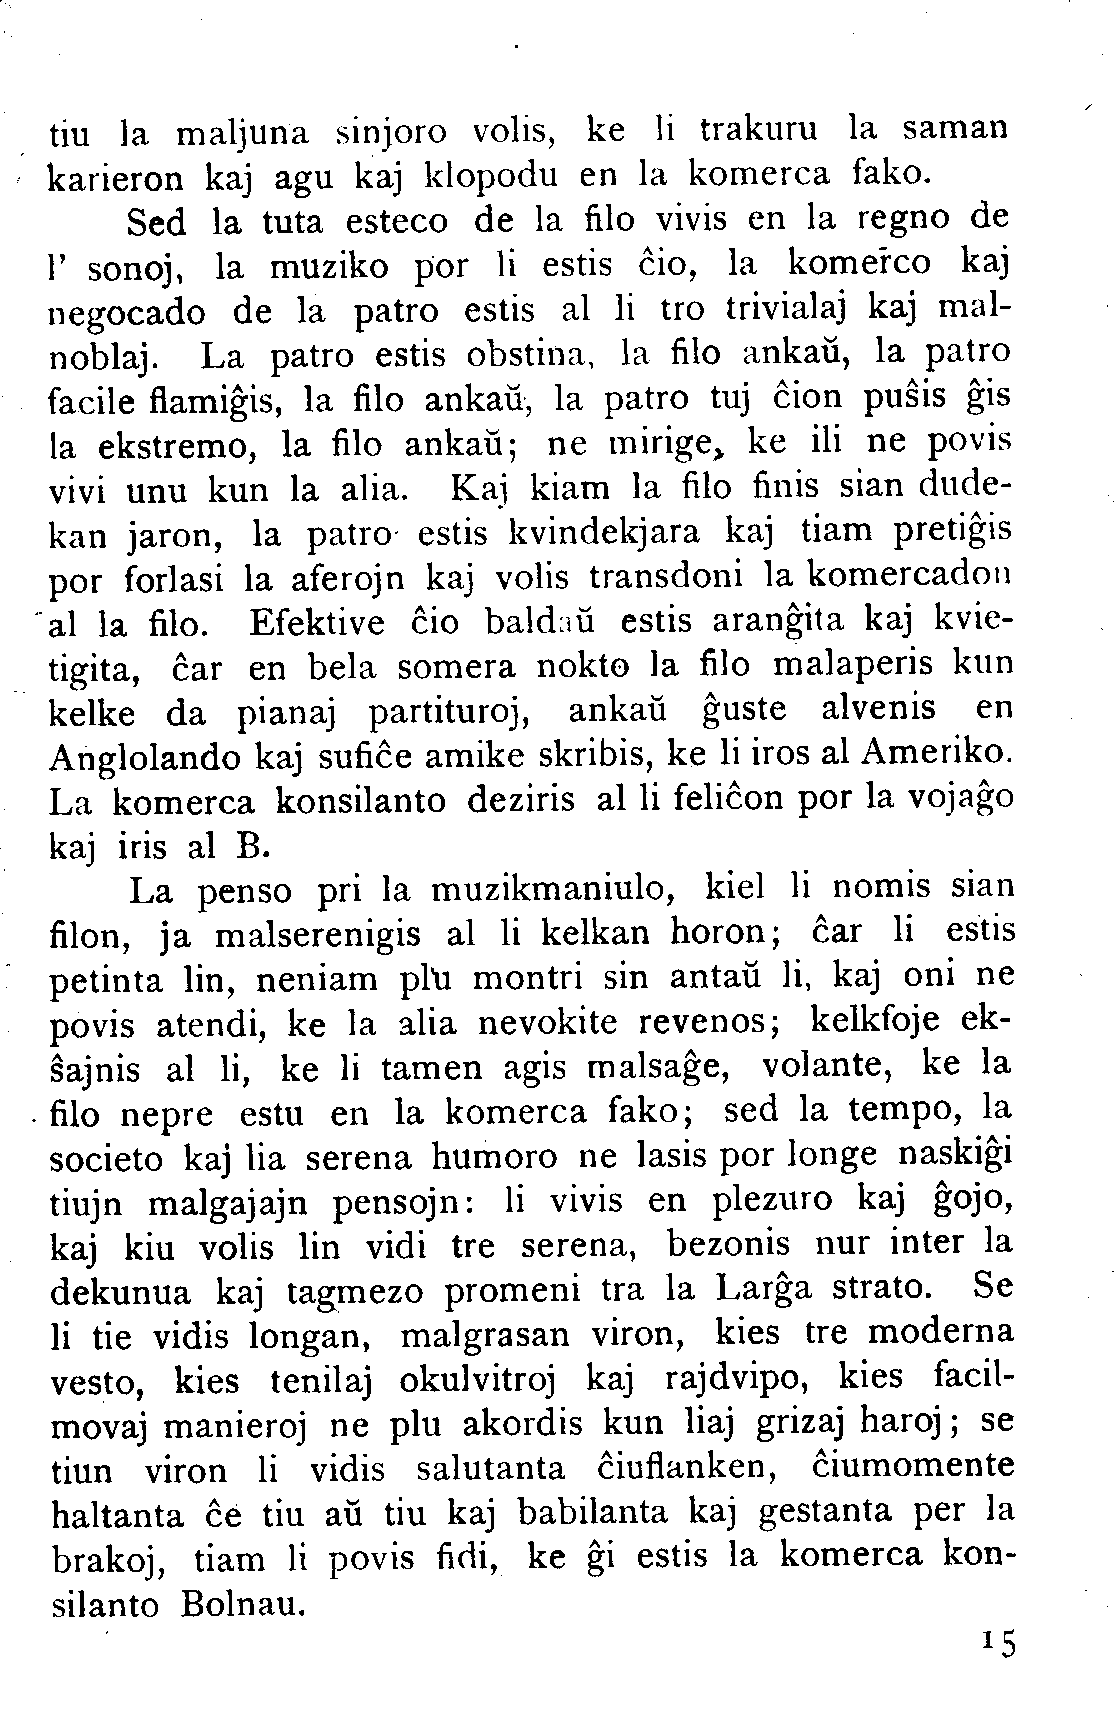 tiu la maljuna sinjoro volis, ke li trakuru la saman
karieron kaj agu kaj klopodu en la komerca fako.
Sed la tuta esteco de la filo vivis en la regno de
l' sonoj, la muziko por li estis ĉio, la komerco kaj
negocado de la patro estis al li tro trivialaj kaj mal-
noblaj. La patro estis obstina, la filo ankaŭ, la patro
facile flamiĝis, la filo ankaŭ, la patro tuj ĉion puŝis ĝis
la ekstremo, la filo ankaŭ; ne mirige, ke ili ne povis
vivi unu kun la alia. Kaj kiam la filo finis sian dude-
kan jaron, la patro estis kvindekjara kaj tiam pretiĝis
por forlasi la aferojn kaj volis transdoni la komercadon
al la filo. Efektive ĉio baldaŭ estis aranĝita kaj kvie-
tigita, ĉar en bela somera nokto la filo malaperis kun
kelke da pianaj partituroj, ankaŭ ĝuste alvenis en
Anglolando kaj sufiĉe amike skribis, ke li iros al Ameriko.
La komerca konsilanto deziris al li feliĉon por la vojaĝo
kaj iris al B.
La penso pri la muzikmaniulo, kiel li nomis sian
filon, ja malserenigis al li kelkan horon; ĉar li estis
petinta lin, neniam plu montri sin antaŭ li, kaj oni ne
povis atendi, ke la alia nevokite revenos; kelkfoje ek-
ŝajnis al li, ke li tamen agis malsaĝe, volante, ke la
filo nepre estu en la komerca fako; sed la tempo, la
societo kaj lia serena humoro ne lasis por longe naskiĝi
tiujn malgajajn pensojn: li vivis en plezuro kaj ĝojo,
kaj kiu volis lin vidi tre serena, bezonis nur inter la
dekunua kaj tagmezo promeni tra la Larĝa strato. Se
li tie vidis longan, malgrasan viron, kies tre moderna
vesto, kies tenilaj okulvitroj kaj rajdvipo, kies facil-
movaj manieroj ne plu akordis kun liaj grizaj haroj; se
tiun viron li vidis salutanta ĉiuflanken, ĉiumomente
haltanta ĉe tiu aŭ tiu kaj babilanta kaj gestanta per la
brakoj, tiam li povis fidi, ke ĝi estis la komerca kon-
silanto Bolnau.
15